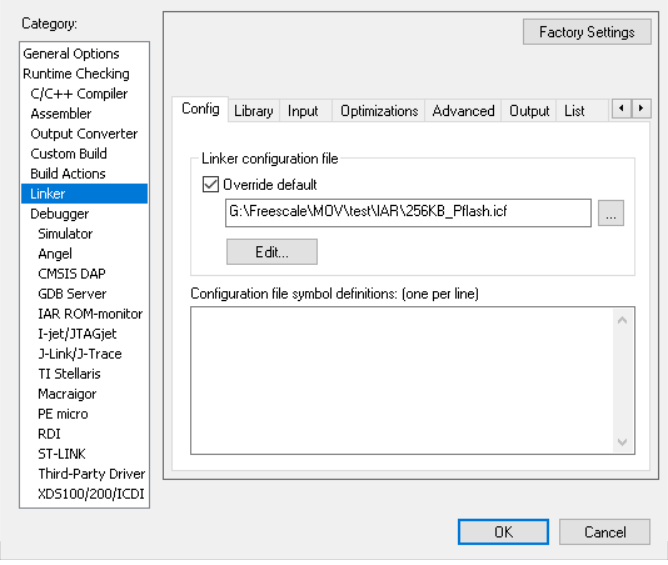 Category:
General Options
Runtime Checking
C/C++ Compiler
Assembler
Output Converter
Custom Build
Build Actions
Linker
Debugger
Simulator
Angel
CMSIS DAP
GDB Server
IAR ROM-monitor
I-jet/JTAGjet
J-Link/J-Trace
TI Stellaris
Macraigor
PE micro
RDI
ST-LINK
Third-Party Driver
XDS100/200/ICDI
Factory Settings
Config Library Input Optimizations Advanced Output List
Linker configuration file
Override default
G:\Freescale\MOV\test\IAR\256KB_Pflash.icf
...
Edit...
Configuration file symbol definitions: (one per line)
OK Cancel